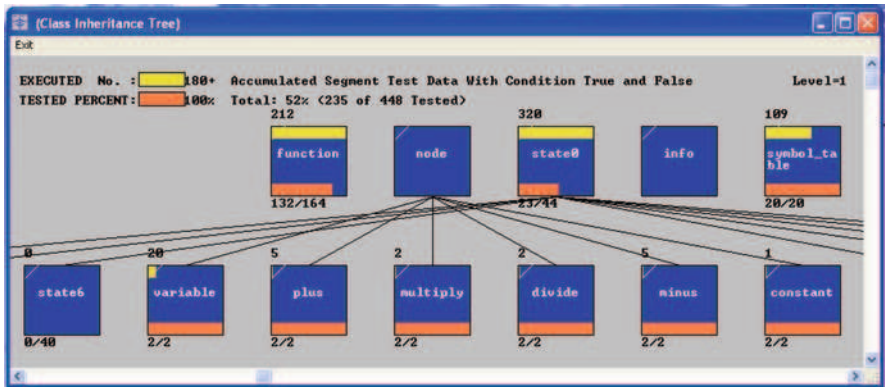 (Class Inheritance Tree)
Exit
EXECUTED No. : 180+ Accumulated Segment Test Data With Condition True and False Level=1
TESTED PERCENT: 100% Total: 52% (235 of 448 Tested)
212 320 109
function node state0 info symbol_ta
ble
132/164 23/44 20/20
0 20 5 2 2 5 1
state6 variable plus multiply divide minus constant
0/40 2/2 2/2 2/2 2/2 2/2 2/2